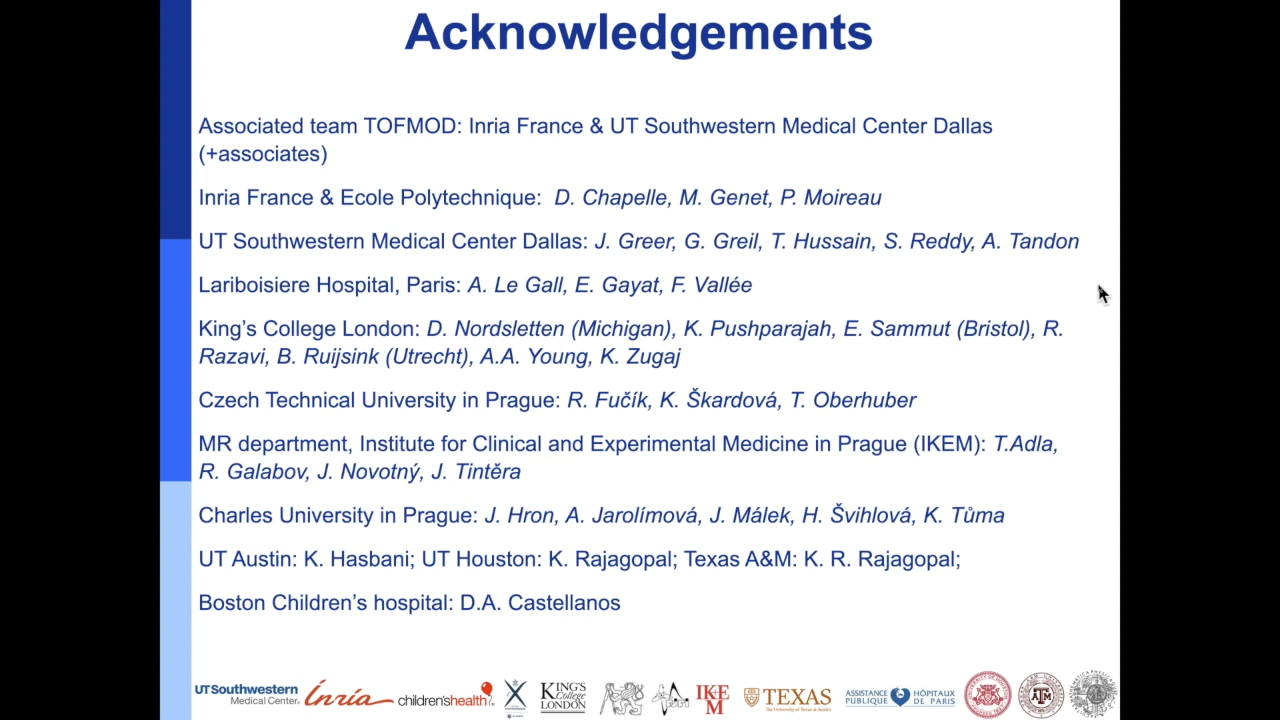 Acknowledgements
Associated team TOFMOD: Inria France & UT Southwestern Medical Center Dallas
(+associates)
Inria France & Ecole Polytechnique: D. Chapelle, M. Genet, P. Moireau
UT Southwestern Medical Center Dallas: J. Greer, G. Greil, T. Hussain, S. Reddy, A. Tandon
Lariboisiere Hospital, Paris: A. Le Gall, E. Gayat, F. Vallée
King’s College London: D. Nordsletten (Michigan), K. Pushparajah, E. Sammut (Bristol), R.
Razavi, B. Ruijsink (Utrecht), A.A. Young, K. Zugaj
Czech Technical University in Prague: R. Fučík, K. Škardová, T. Oberhuber
MR department, Institute for Clinical and Experimental Medicine in Prague (IKEM): T.Adla,
R. Galabov, J. Novotný, J. Tintěra
Charles University in Prague: J. Hron, A. Jarolímová, J. Málek, H. Švihlová, K. Tůma
UT Austin: K. Hasbani; UT Houston: K. Rajagopal; Texas A&M: K. R. Rajagopal;
Boston Children’s hospital: D.A. Castellanos
UTSouthwestern
Medical Center
Inria
children'shealth
KING'S
College
LONDON
IKE
M
TEXAS
The University of Texas at Austin
ASSISTANCE
PUBLIQUE
HÔPITAUX
DE PARIS
ATM